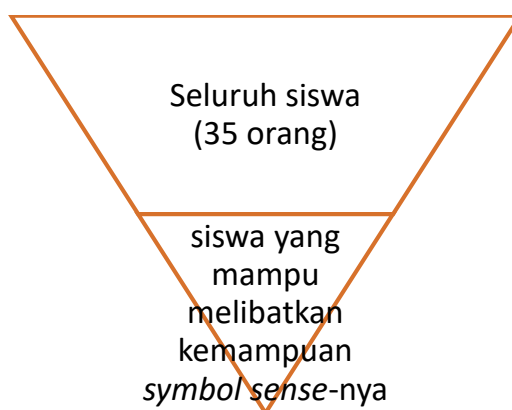 Seluruh siswa
(35 orang)
siswa yang
mampu
melibatkan
kemampuan
symbol sense-nya